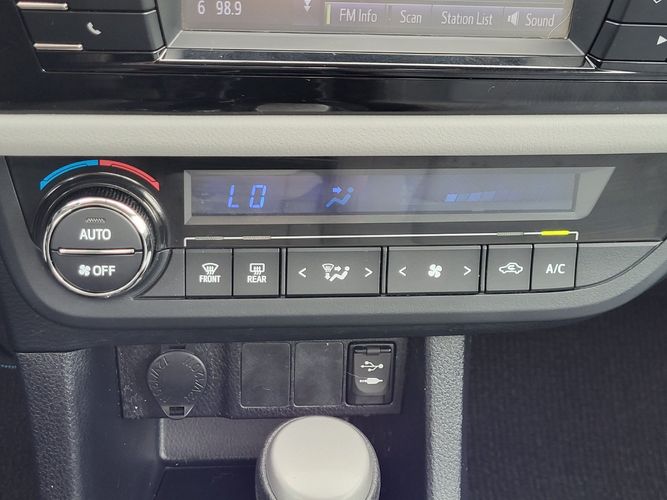 6 98.9
FM Info Scan Station List Sound
LO
AUTO
OFF
FRONT REAR < > < > A/C